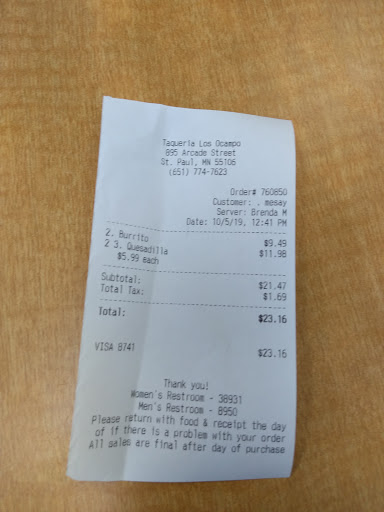 Taqueria Los Ocampo
895 Arcade Street
St. Paul, MN 55106
(651) 774-7623
Order# 760850
Customer: . mesay
Server: Brenda M
Date: 10/5/19, 12:41 PM
2. Burrito $9.49
2 3. Quesadilla $11.98
$5.99 each
Subtotal: $21.47
Total Tax: $1.69
Total: $23.16
VISA 8741 $23.16
Thank you!
Women's Restroom - 38931
Men's Restroom - 8950
Please return with food & receipt the day
of if there is a problem with your order
All sales are final after day of purchase